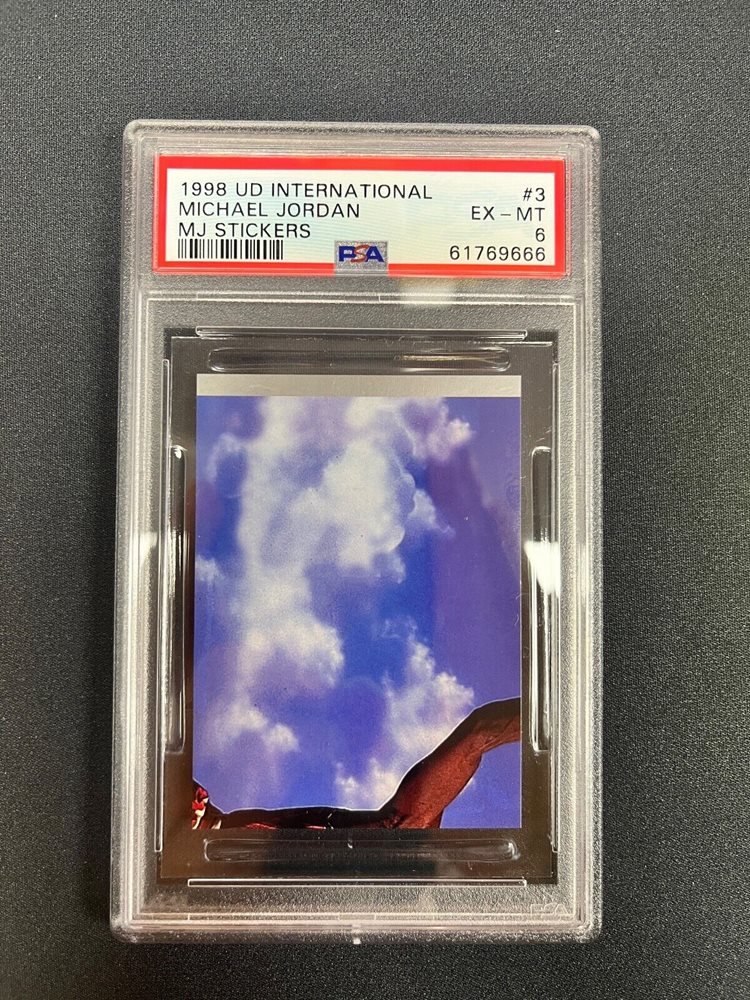 1998 UD INTERNATIONAL #3
MICHAEL JORDAN EX - MT
MJ STICKERS 6
PSA 61769666